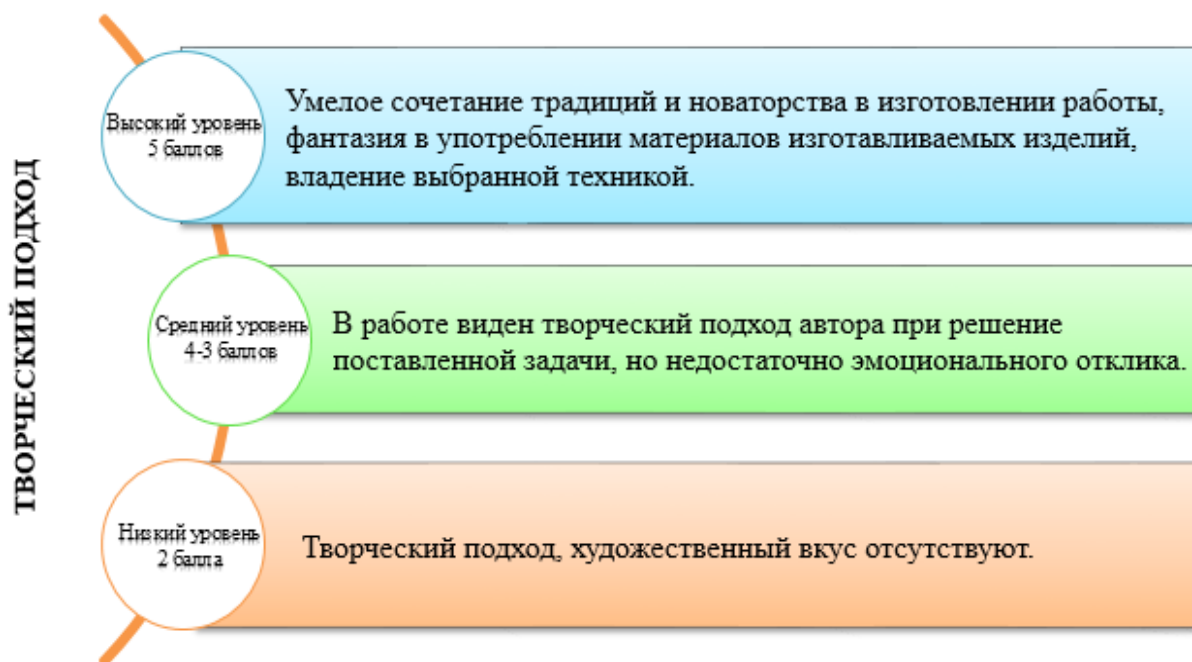 ТВОРЧЕСКИЙ ПОДХОД
Высокий уровень
5 баллов
Умелое сочетание традиций и новаторства в изготовлении работы,
фантазия в употреблении материалов изготавливаемых изделий,
владение выбранной техникой.
Средний уровень
4-3 баллов
В работе виден творческий подход автора при решение
поставленной задачи, но недостаточно эмоционального отклика.
Низкий уровень
2 балла
Творческий подход, художественный вкус отсутствуют.